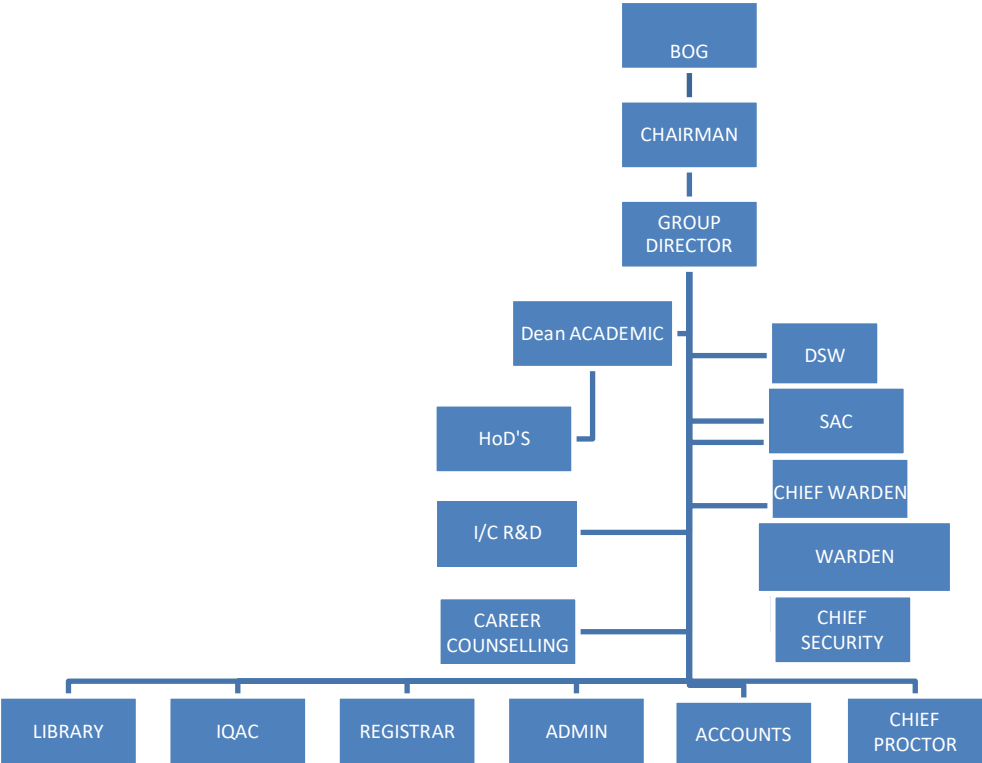 BOG
CHAIRMAN
GROUP
DIRECTOR
Dean ACADEMIC
DSW
HoD'S
SAC
CHIEF WARDEN
I/C R&D
WARDEN
CAREER
COUNSELLING
CHIEF
SECURITY
LIBRARY
IQAC
REGISTRAR
ADMIN
ACCOUNTS
CHIEF
PROCTOR